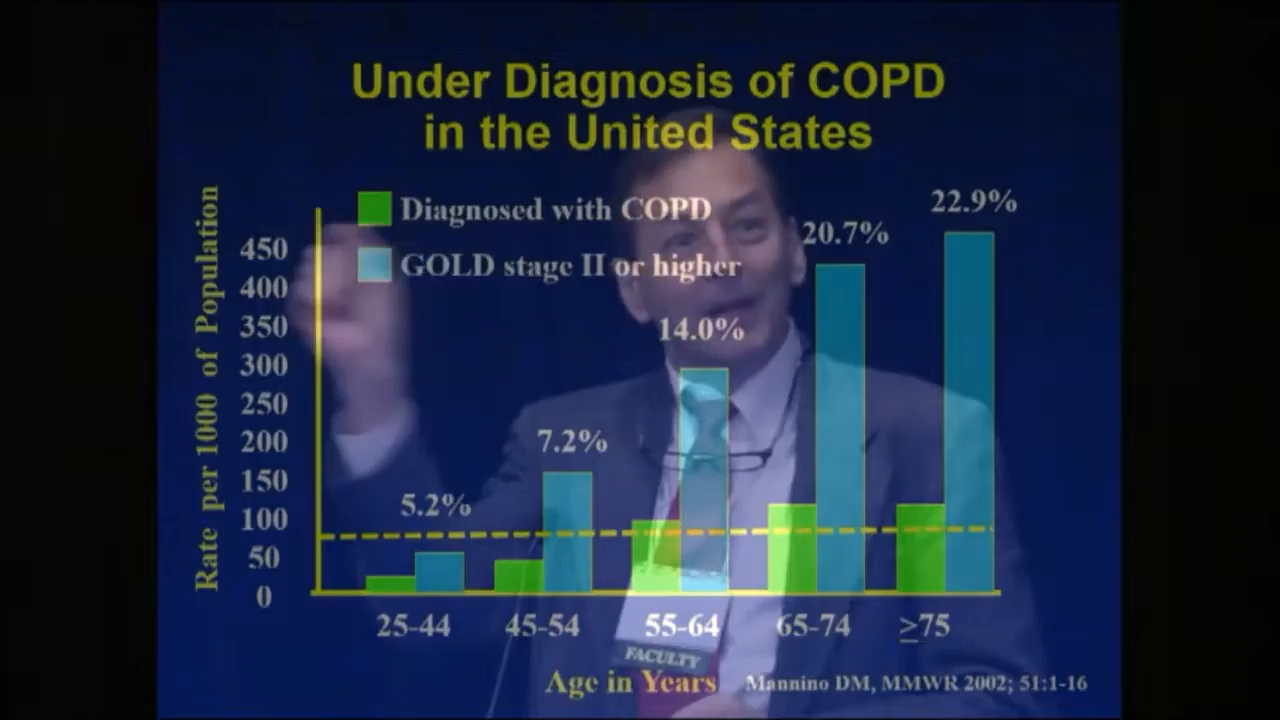 Under Diagnosis of COPD
in the United States
Diagnosed with COPD
GOLD stage II or higher
Rate per 1000 of Population
450
400
350
300
250
200
150
100
50
0
5.2%
7.2%
14.0%
20.7%
22.9%
25-44
45-54
55-64
65-74
≥75
FACULTY
Age in Years
Mannino DM, MMWR 2002; 51:1-16